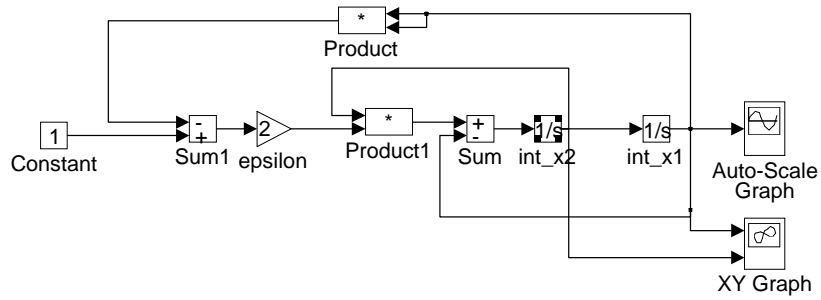 *
Product
-
+
Sum1
1
Constant
2
epsilon
*
Product1
+
-
Sum
1/s
int_x2
1/s
int_x1
Auto-Scale
Graph
XY Graph